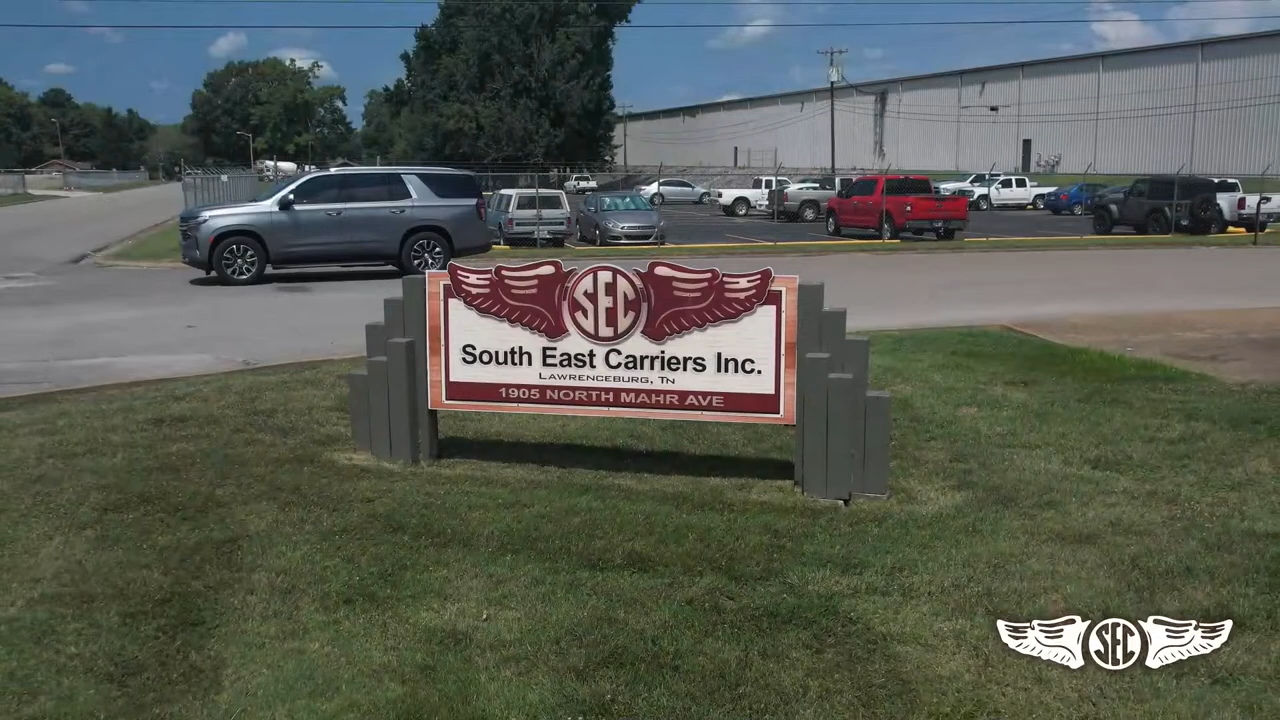 SEC
South East Carriers Inc.
Lawrenceburg, Tn
1905 NORTH MAHR AVE
SEC